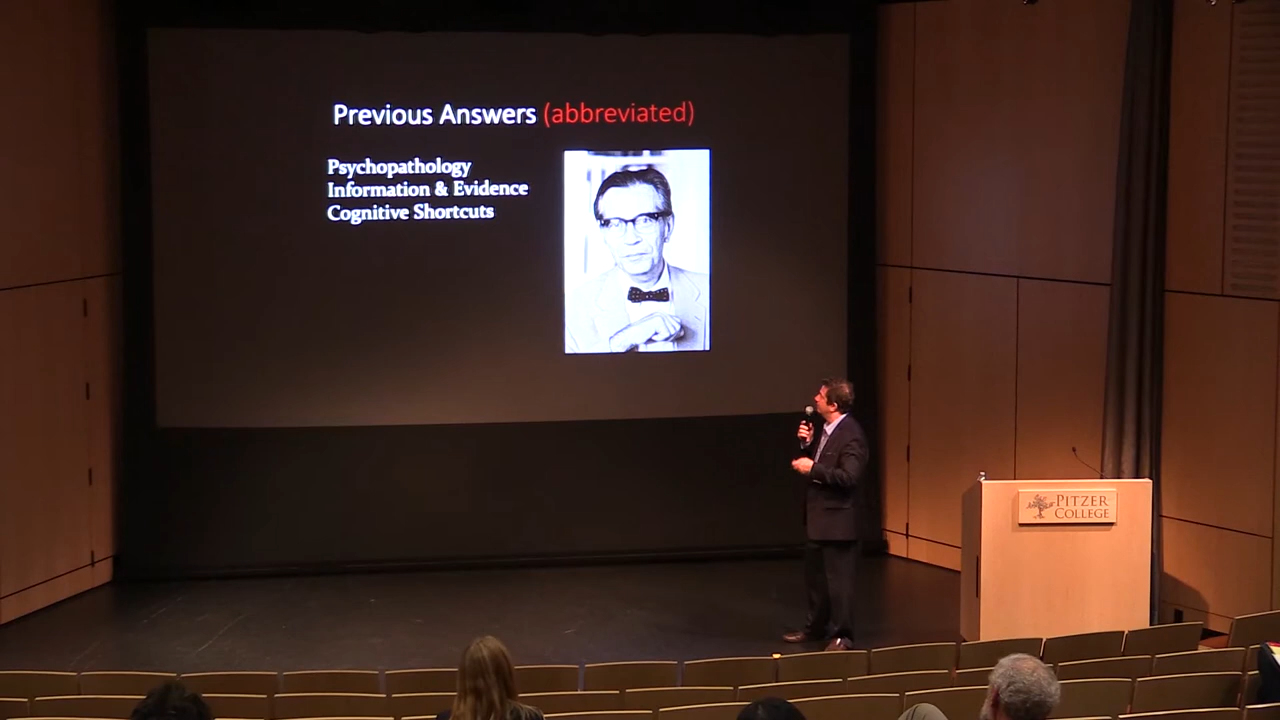 Previous Answers (abbreviated)
Psychopathology
Information & Evidence
Cognitive Shortcuts
PITZER
COLLEGE